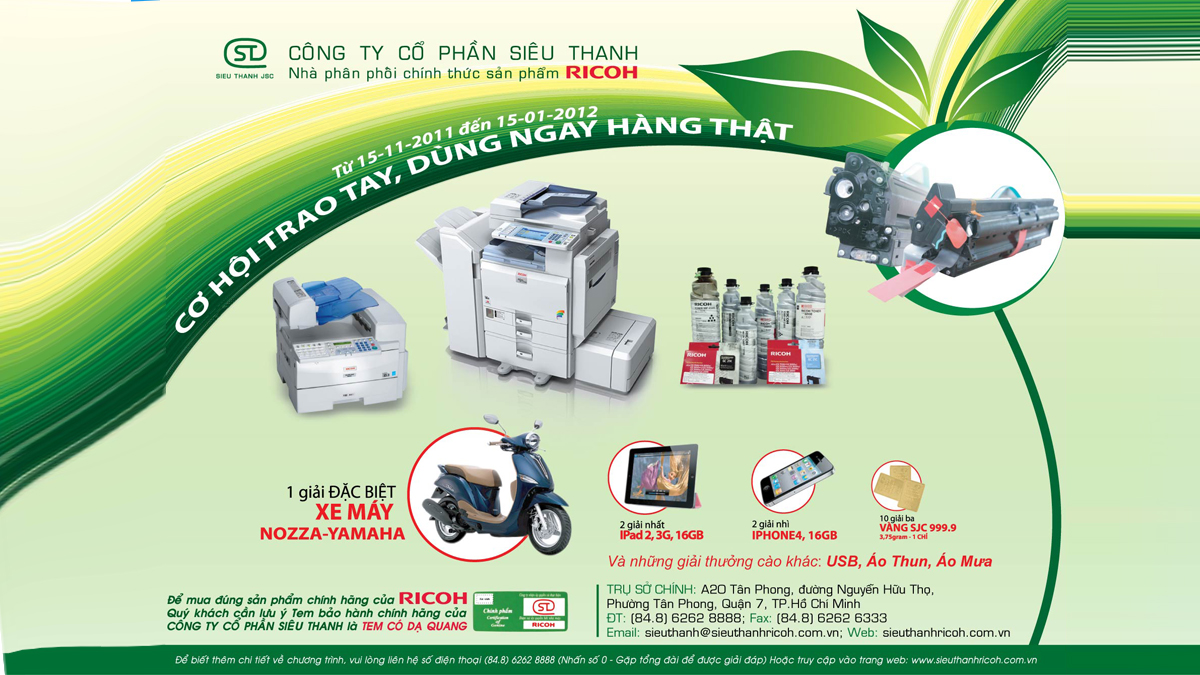 CÔNG TY CỔ PHẦN SIÊU THANH
SIEU THANH JSC
Nhà phân phối chính thức sản phẩm RICOH
Từ 15-11-2011 đến 15-01-2012
CƠ HỘI TRAO TAY, DÙNG NGAY HÀNG THẬT
RICOH
RICOH
RICOH
1 giải ĐẶC BIỆT
XE MÁY
NOZZA-YAMAHA
2 giải nhất
IPad 2, 3G, 16GB
2 giải nhì
IPHONE4, 16GB
10 giải ba
VÀNG SJC 999.9
3,75gram - 1 CHỈ
Và những giải thưởng cào khác: USB, Áo Thun, Áo Mưa
Để mua đúng sản phẩm chính hãng của RICOH
Quý khách cần lưu ý Tem bảo hành chính hãng của
CÔNG TY CỔ PHẦN SIÊU THANH là TEM CÓ DẠ QUANG
Chính phẩm
Certification
of
Genuine
RICOH
TRỤ SỞ CHÍNH: A20 Tân Phong, đường Nguyễn Hữu Thọ,
Phường Tân Phong, Quận 7, TP.Hồ Chí Minh
ĐT: (84.8) 6262 8888; Fax: (84.8) 6262 6333
Email: sieuthanh@sieuthanhricoh.com.vn; Web: sieuthanhricoh.com.vn
Để biết thêm chi tiết về chương trình, vui lòng liên hệ số điện thoại (84.8) 6262 8888 (Nhấn số 0 - Gặp tổng đài để được giải đáp) Hoặc truy cập vào trang web: www.sieuthanhricoh.com.vn